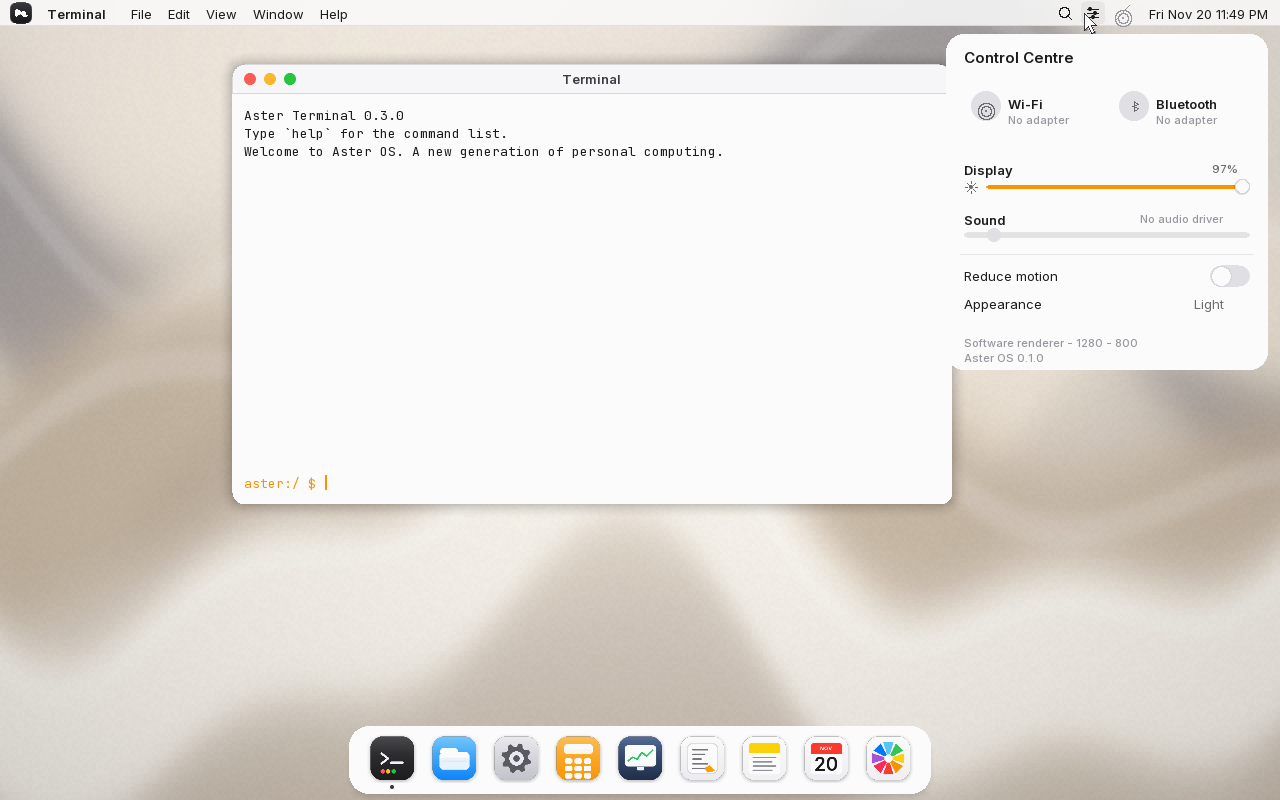 Terminal File Edit View Window Help Fri Nov 20 11:49 PM
Terminal
Aster Terminal 0.3.0
Type `help` for the command list.
Welcome to Aster OS. A new generation of personal computing.
aster:/ $
Control Centre
Wi-Fi
No adapter
Bluetooth
No adapter
Display 97%
Sound No audio driver
Reduce motion
Appearance Light
Software renderer - 1280 - 800
Aster OS 0.1.0
NOV
20